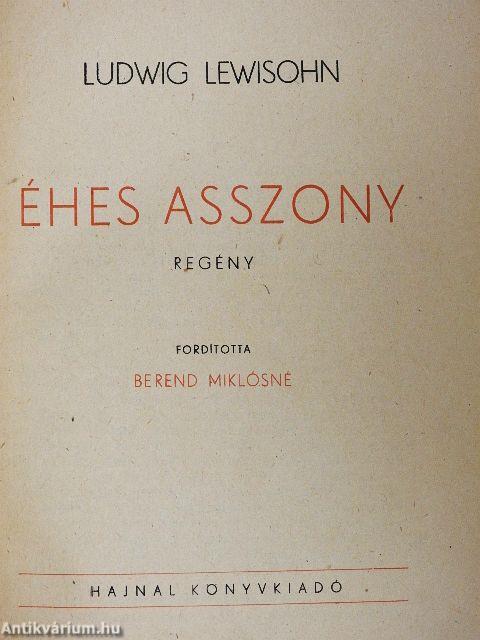 LUDWIG LEWISOHN
ÉHES ASSZONY
REGÉNY
FORDÍTOTTA
BEREND MIKLÓSNÉ
HAJNAL KÖNYVKIADÓ
Antikvárium.hu